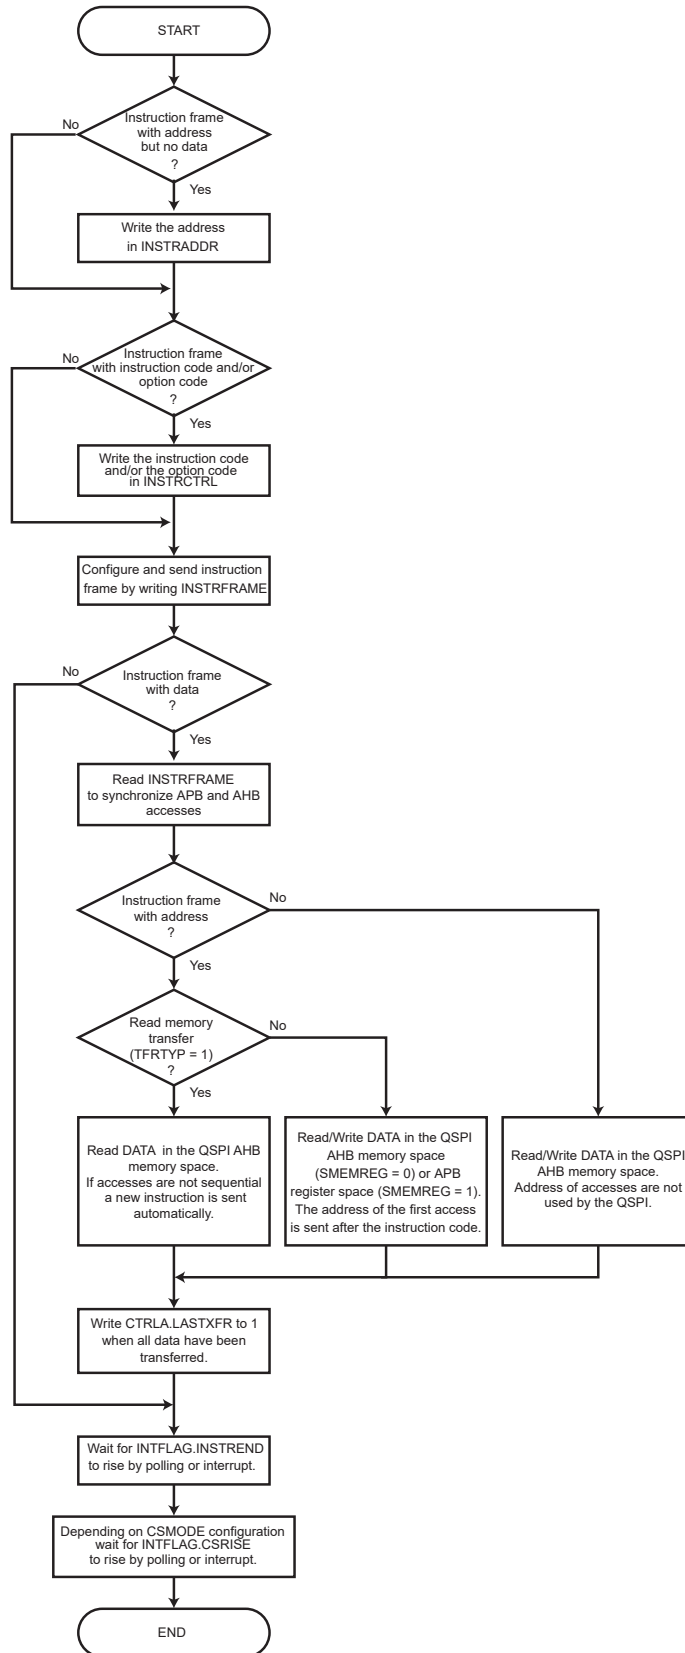 START
Instruction frame
with address
but no data
?
No
Yes
Write the address
in INSTRADDR
Instruction frame
with instruction code and/or
option code
?
No
Yes
Write the instruction code
and/or the option code
in INSTRCTRL
Configure and send instruction
frame by writing INSTRFRAME
Instruction frame
with data
?
No
Yes
Read INSTRFRAME
to synchronize APB and AHB
accesses
Instruction frame
with address
?
No
Yes
Read memory
transfer
(TFRTYP = 1)
?
No
Yes
Read DATA in the QSPI AHB
memory space.
If accesses are not sequential
a new instruction is sent
automatically.
Read/Write DATA in the QSPI
AHB memory space
(SMEMREG = 0) or APB
register space (SMEMREG = 1).
The address of the first access
is sent after the instruction code.
Read/Write DATA in the QSPI
AHB memory space.
Address of accesses are not
used by the QSPI.
Write CTRLA.LASTXFR to 1
when all data have been
transferred.
Wait for INTFLAG.INSTREND
to rise by polling or interrupt.
Depending on CSMODE configuration
wait for INTFLAG.CSRISE
to rise by polling or interrupt.
END